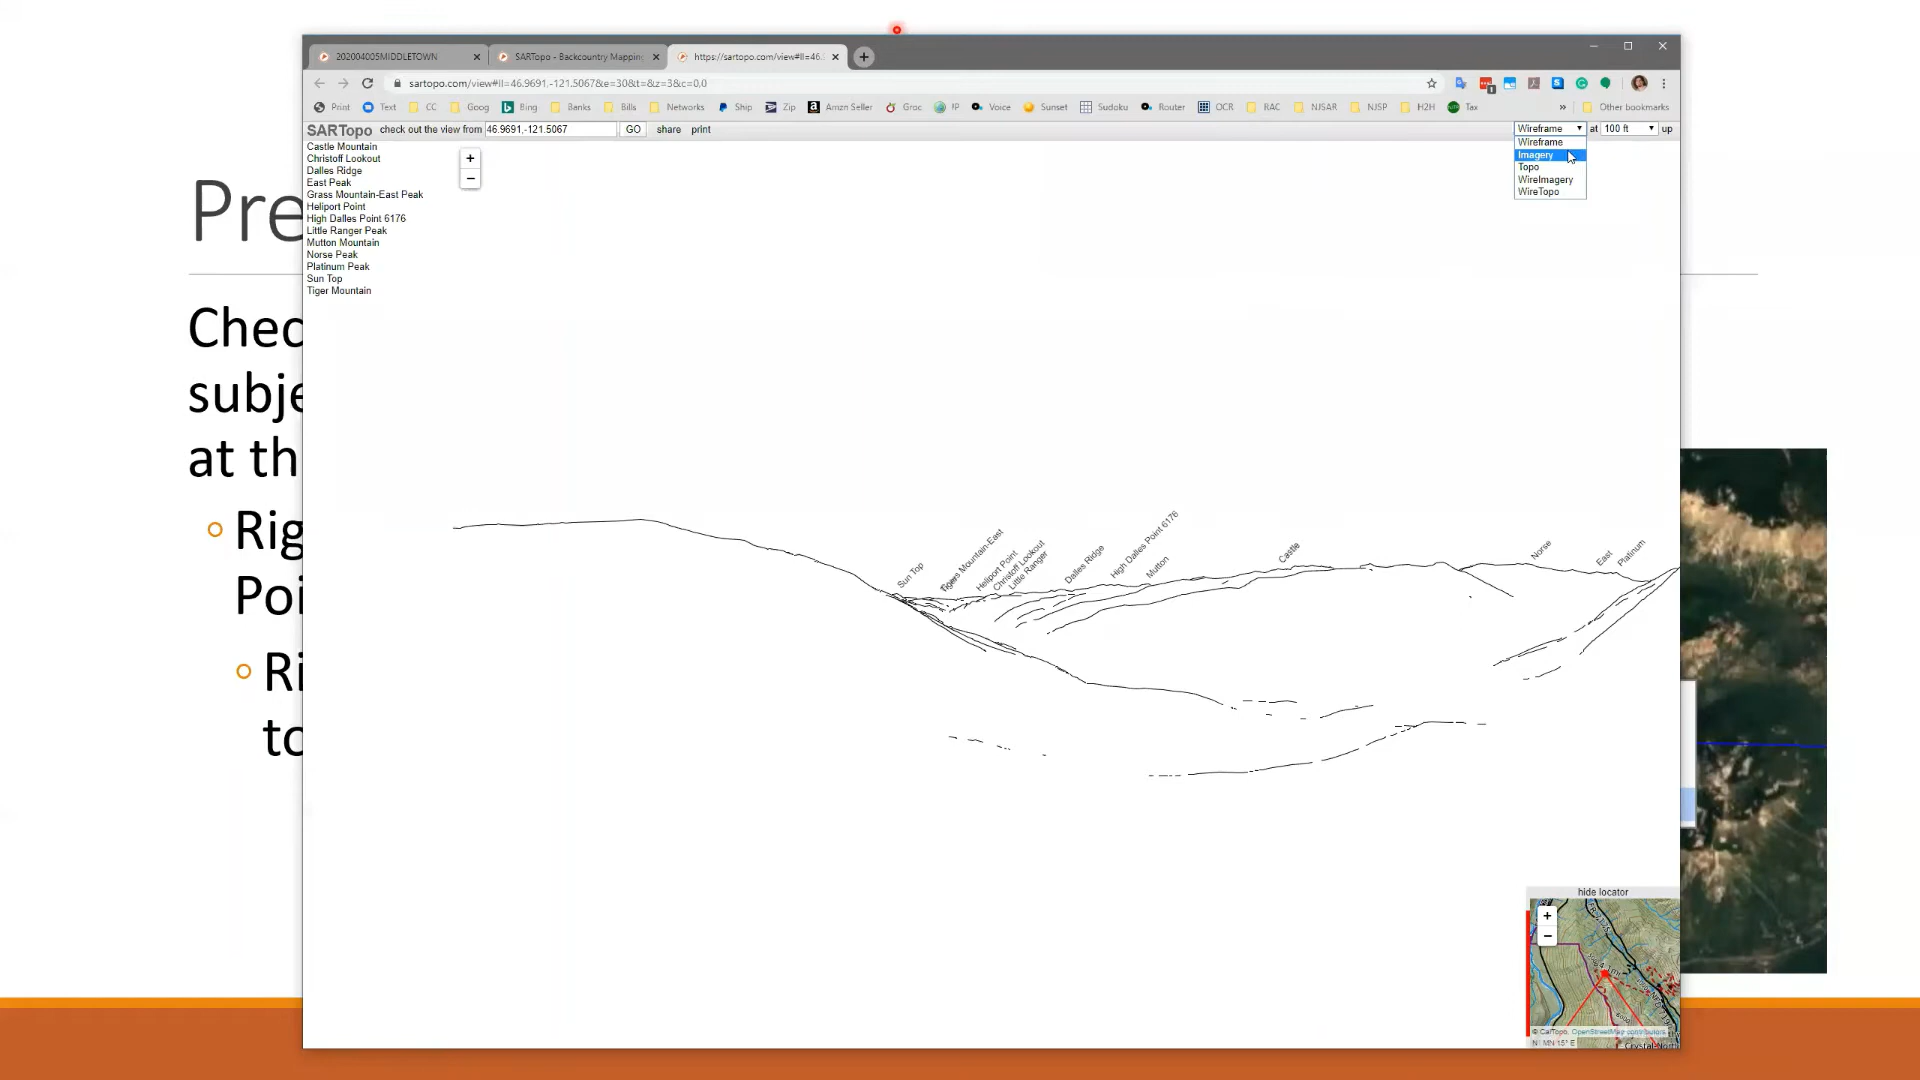 202004005MIDDLETOWN
SARTopo - Backcountry Mapping
https://sartopo.com/view#ll=46.
sartopo.com/view#ll=46.9691,-121.5067&e=30&t=&z=3&c=0,0
Print Text CC Goog Bing Banks Bills Networks Ship Zip Amzn Seller Groc IP Voice Sunset Sudoku Router OCR RAC NJSAR NJSP H2H Tax » Other bookmarks
SARTopo check out the view from 46.9691,-121.5067 GO share print Wireframe at 100 ft up
Wireframe
Imagery
Topo
WireImagery
WireTopo
Castle Mountain
Christoff Lookout
Dalles Ridge
East Peak
Grass Mountain-East Peak
Heliport Point
High Dalles Point 6176
Little Ranger Peak
Mutton Mountain
Norse Peak
Platinum Peak
Sun Top
Tiger Mountain
Pre
Chec
subje
at th
Rig
Poi
Ri
to
Sun Top
Mountain-East
Heliport Point
Christoff Lookout
Little Ranger
Dalles Ridge
High Dalles Point 6176
Mutton
Castle
Norse
East
Platinum
hide locator
© CalTopo, OpenStreetMap contributors
N: MN 15° E
Crystal-North